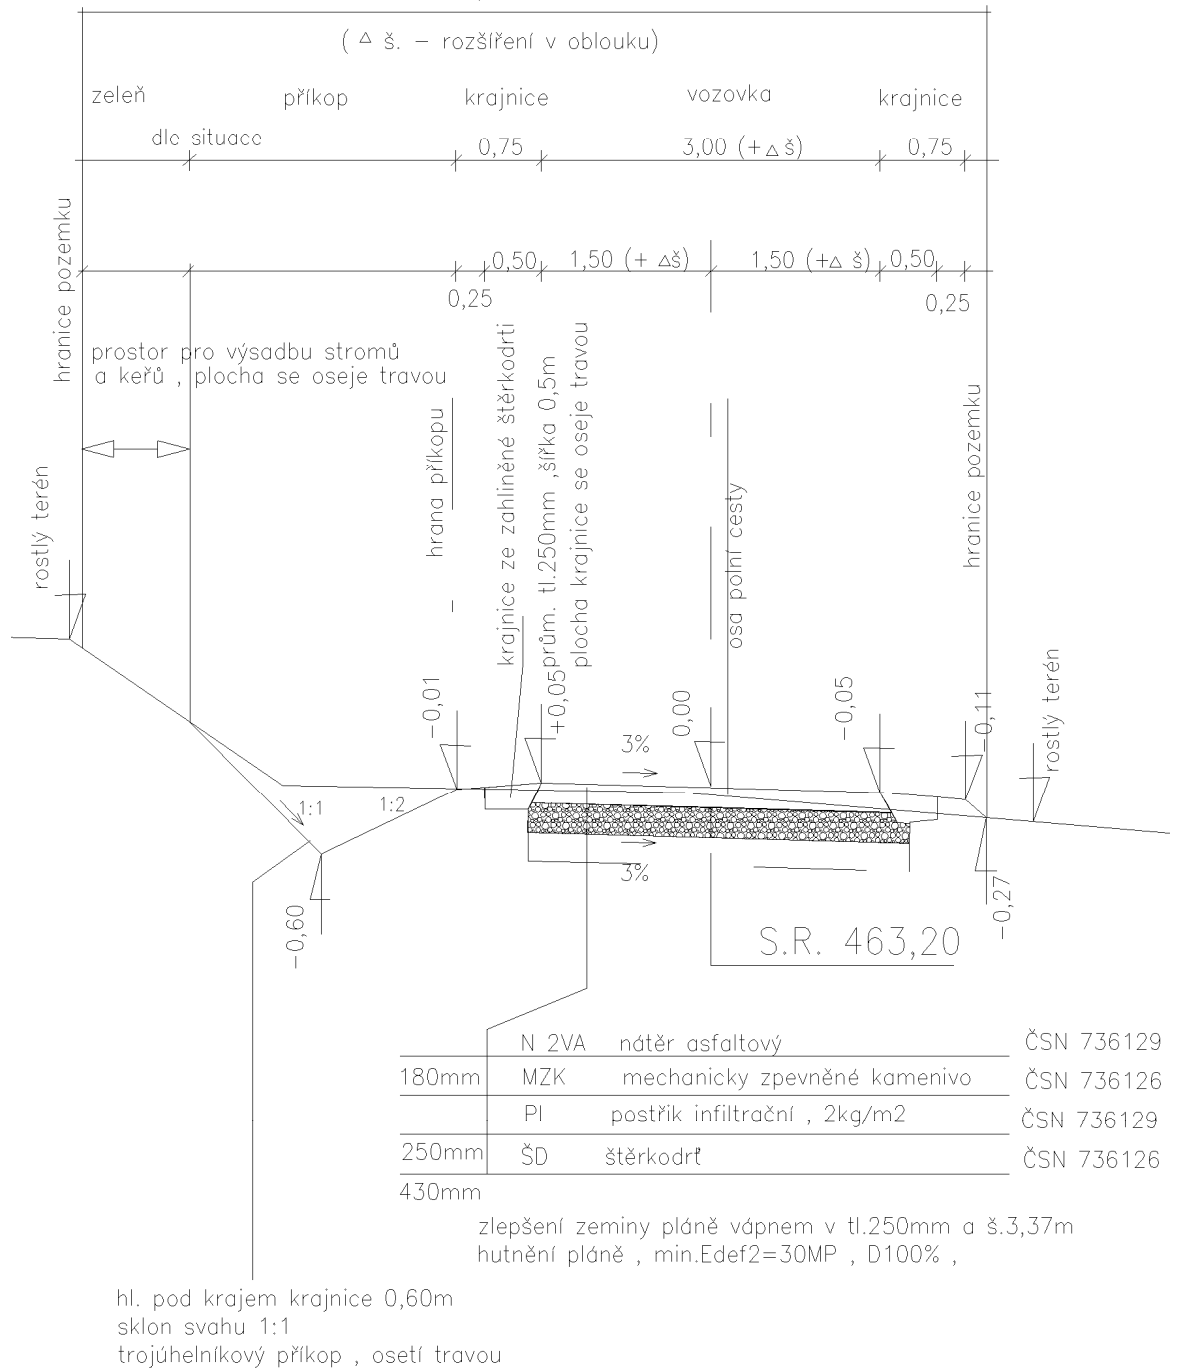 ( Δ š. – rozšíření v oblouku)
zeleň příkop krajnice vozovka krajnice
dle situace 0,75 3,00 (+Δš) 0,75
hranice pozemku
0,50 1,50 (+ Δš) 1,50 (+Δ š) 0,50
0,25 0,25
prostor pro výsadbu stromů
a keřů , plocha se oseje travou
rostlý terén
hrana příkopu
krajnice ze zahliněné štěrkodrti
prům. tl.250mm ,šířka 0,5m
plocha krajnice se oseje travou
osa polní cesty
hranice pozemku
rostlý terén
-0,01
+0,05
0,00
-0,05
-0,11
3%
1:1
1:2
3%
-0,60
-0,27
S.R. 463,20
N 2VA nátěr asfaltový ČSN 736129
180mm MZK mechanicky zpevněné kamenivo ČSN 736126
PI postřik infiltrační , 2kg/m2 ČSN 736129
250mm ŠD štěrkodrť ČSN 736126
430mm
zlepšení zeminy pláně vápnem v tl.250mm a š.3,37m
hutnění pláně , min.Edef2=30MP , D100% ,
hl. pod krajem krajnice 0,60m
sklon svahu 1:1
trojúhelníkový příkop , osetí travou